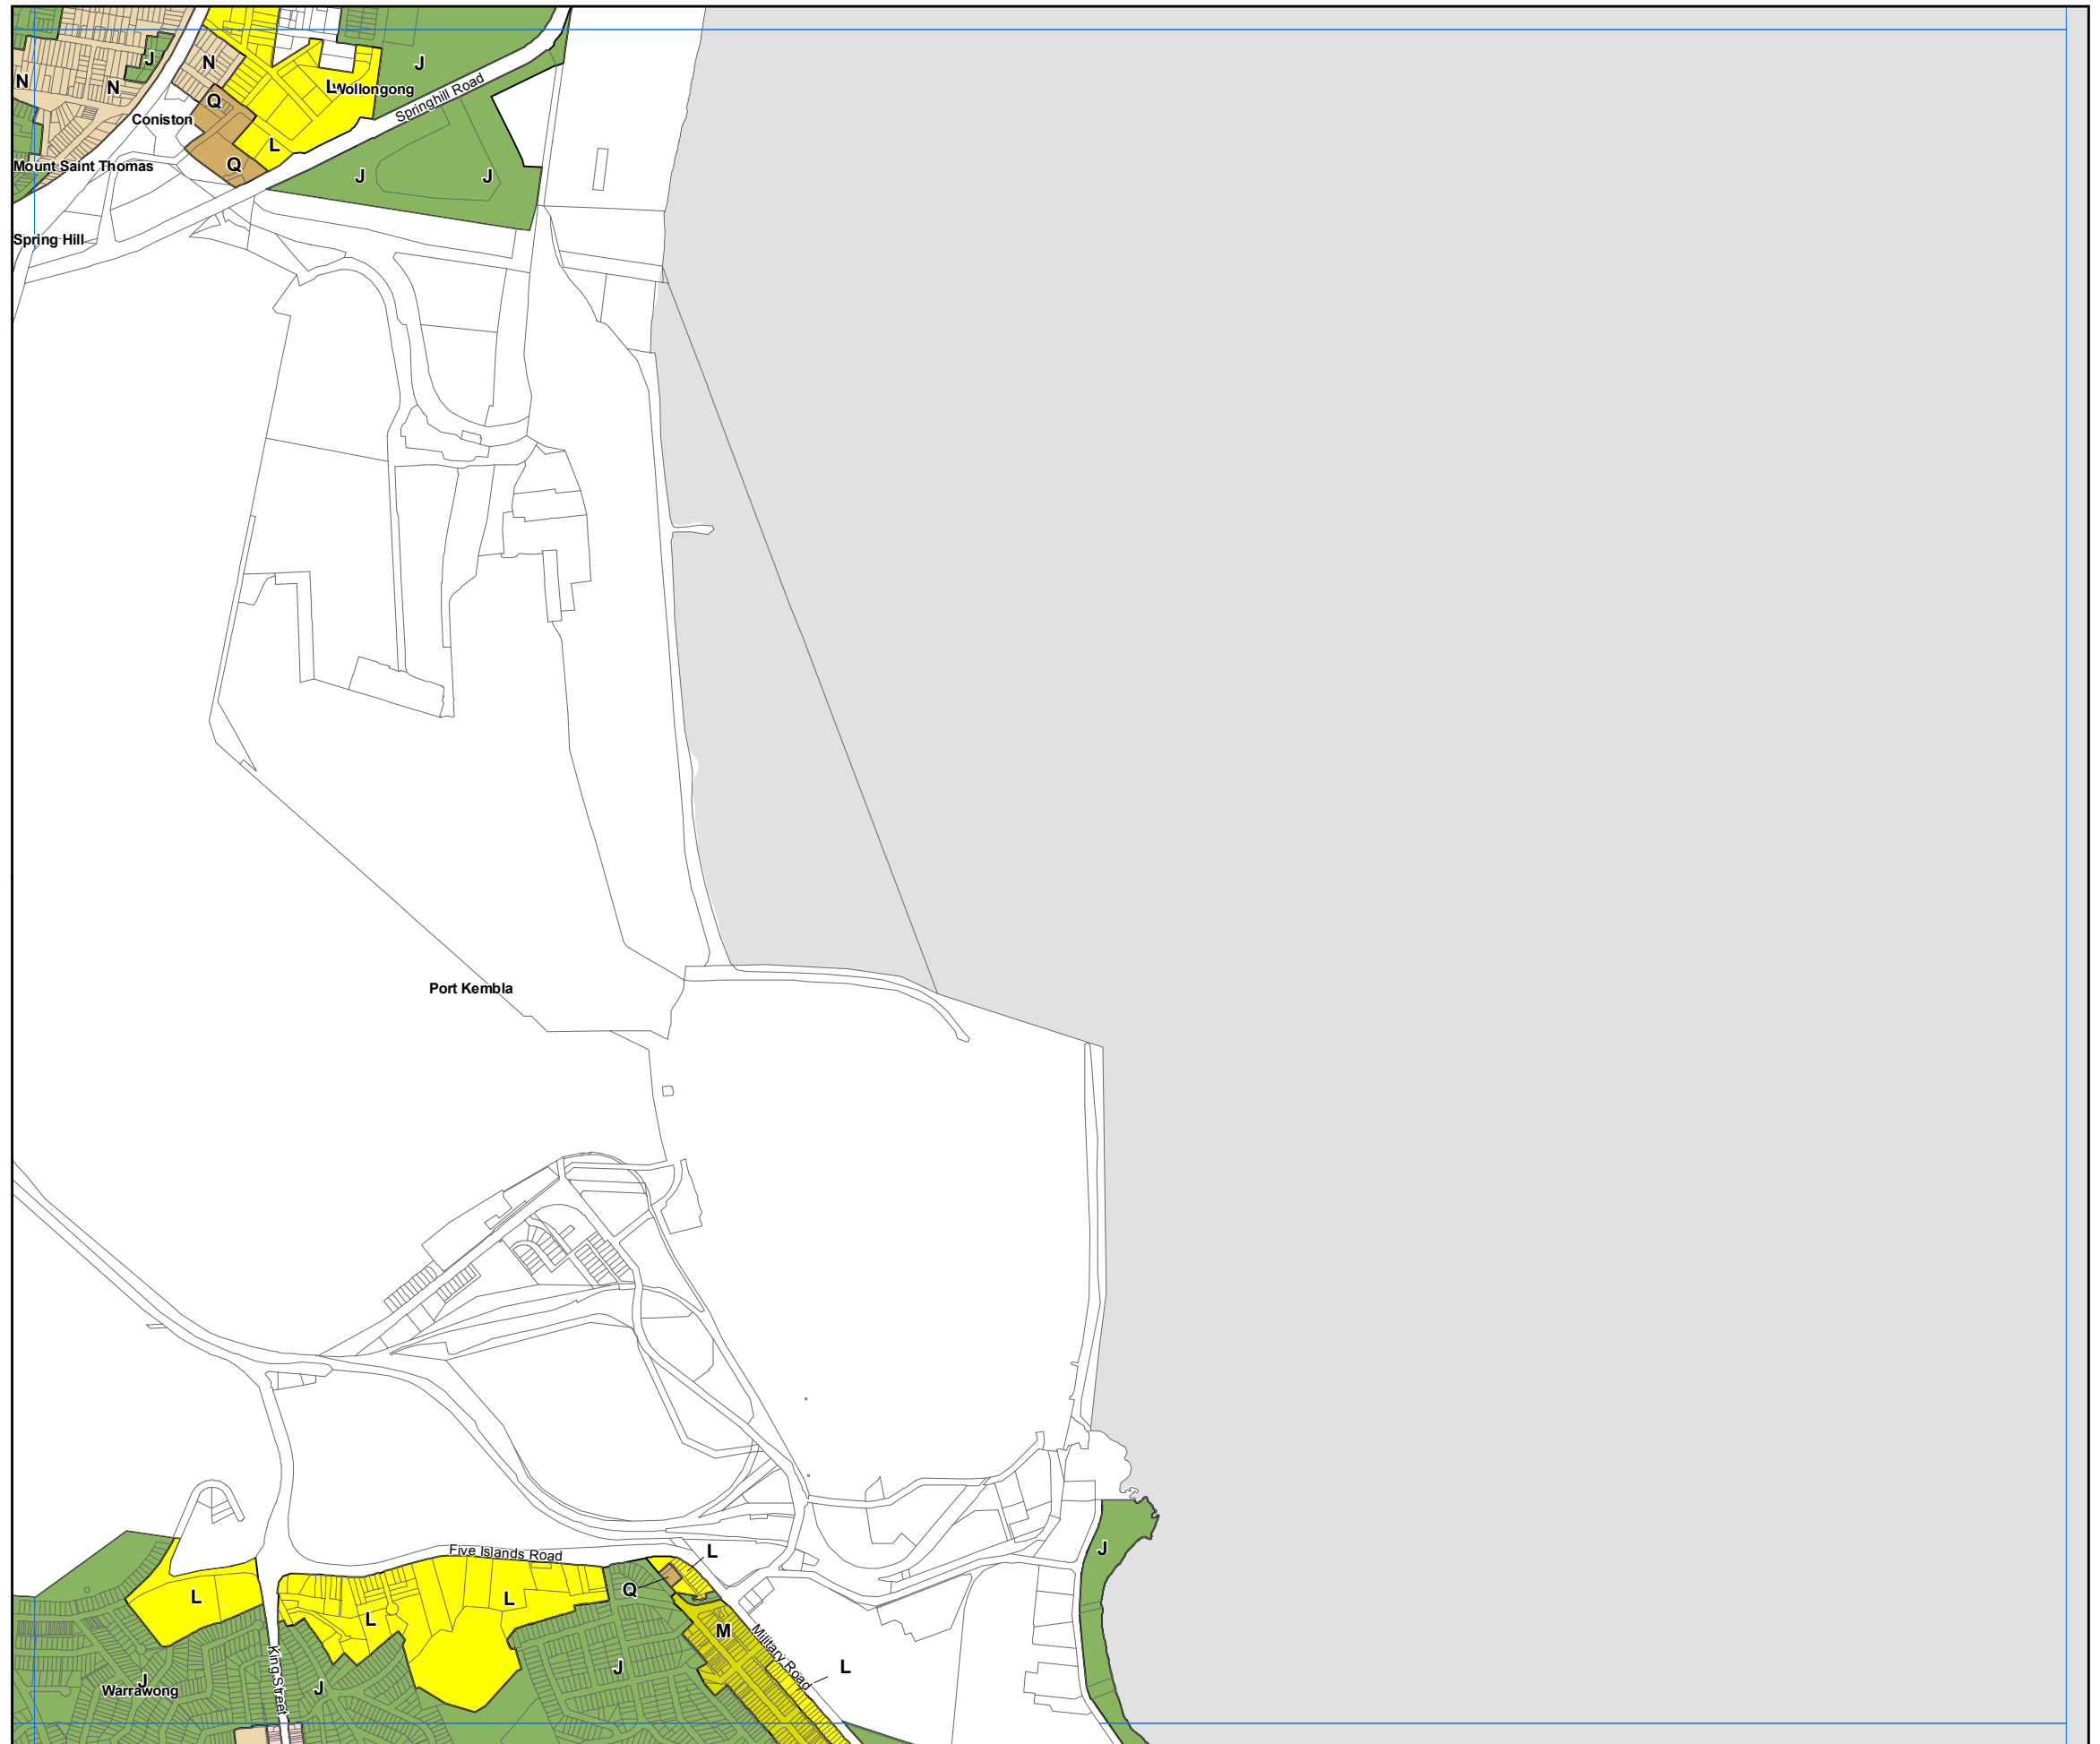 J
N
J
N
N
L
Wollongong
Q
Springhill Road
Coniston
L
Mount Saint Thomas
Q
J
J
Spring Hill
Port Kembla
L
J
Five Islands Road
Q
L
L
L
M
Military Road
L
J
J
Warrawong
J
King Street